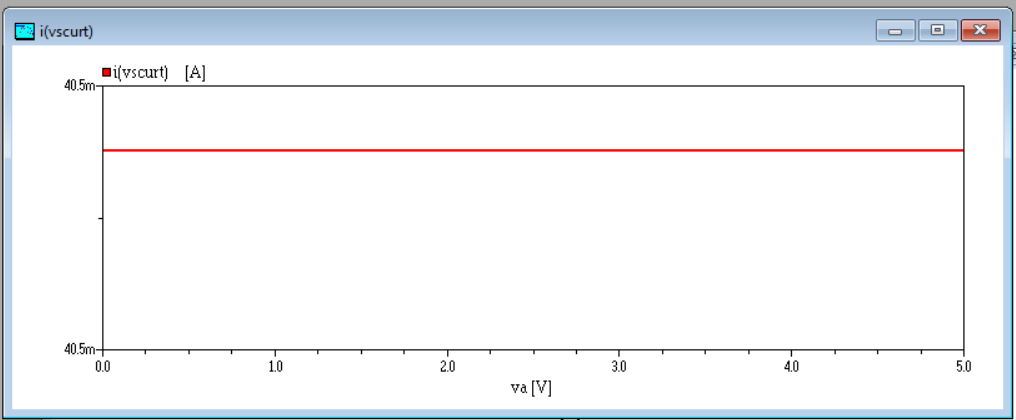 i(vscurt)
i(vscurt) [A]
40.5m
40.5m
0.0 1.0 2.0 3.0 4.0 5.0
va [V]